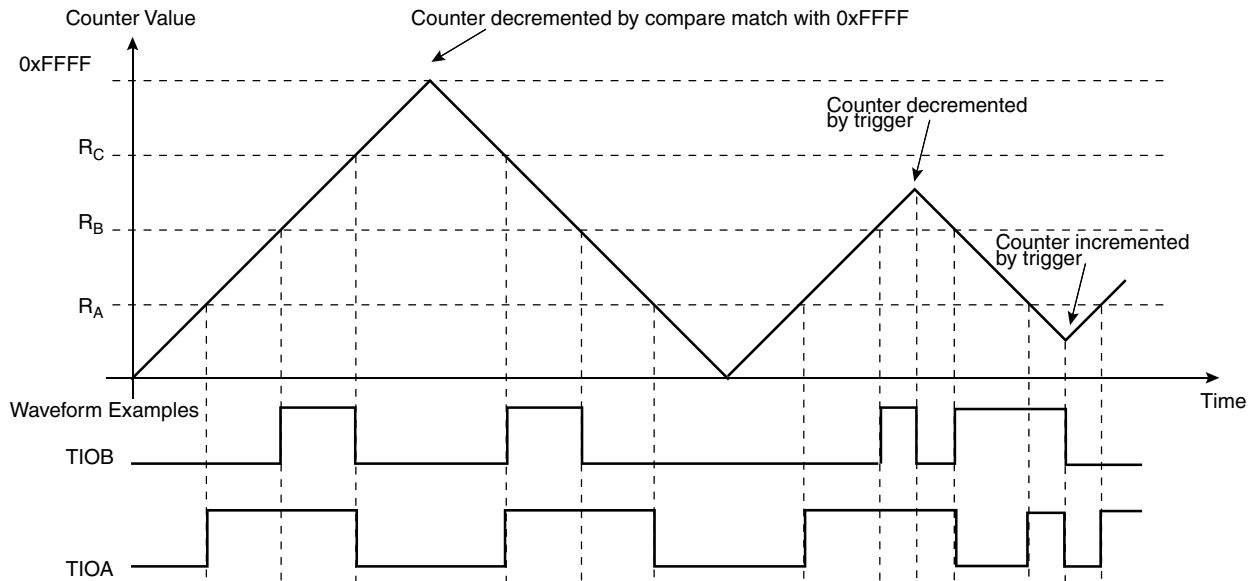 Counter Value
Counter decremented by compare match with 0xFFFF
0xFFFF
Counter decremented
by trigger
RC
RB
Counter incremented
by trigger
RA
Time
Waveform Examples
TIOB
TIOA